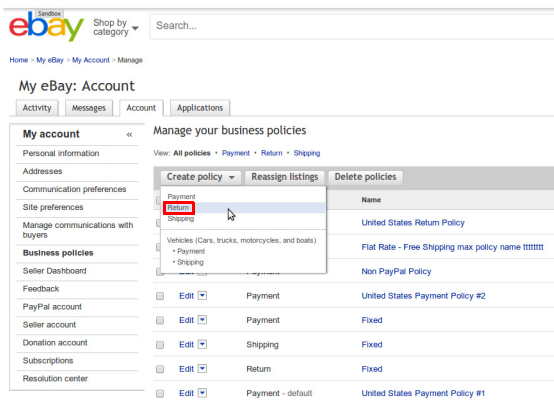 Sandbox
ebay
Shop by
category
Search...
Home > My eBay > My Account > Manage
My eBay: Account
Activity Messages Account Applications
My account «
Personal information
Addresses
Communication preferences
Site preferences
Manage communications with
buyers
Business policies
Seller Dashboard
Feedback
PayPal account
Seller account
Donation account
Subscriptions
Resolution center
Manage your business policies
View: All policies • Payment • Return • Shipping
Create policy Reassign listings Delete policies
Payment
Return
Shipping
Vehicles (Cars, trucks, motorcycles, and boats)
• Payment
• Shipping
Name
United States Return Policy
Flat Rate - Free Shipping max policy name tttttttt
Non PayPal Policy
Edit Payment United States Payment Policy #2
Edit Payment Fixed
Edit Shipping Fixed
Edit Return Fixed
Edit Payment - default United States Payment Policy #1